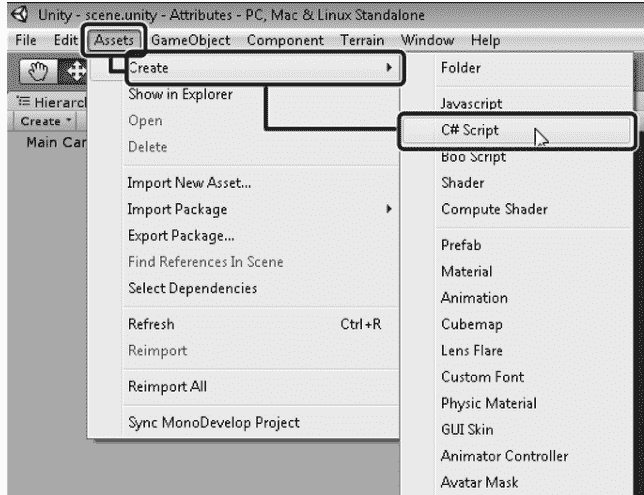 Unity - scene.unity - Attributes - PC, Mac & Linux Standalone
File Edit Assets GameObject Component Terrain Window Help
Hierarc
Create
Main Car
Create
Show in Explorer
Open
Delete
Import New Asset...
Import Package
Export Package...
Find References In Scene
Select Dependencies
Refresh Ctrl+R
Reimport
Reimport All
Sync MonoDevelop Project
Folder
Javascript
C# Script
Boo Script
Shader
Compute Shader
Prefab
Material
Animation
Cubemap
Lens Flare
Custom Font
Physic Material
GUI Skin
Animator Controller
Avatar Mask